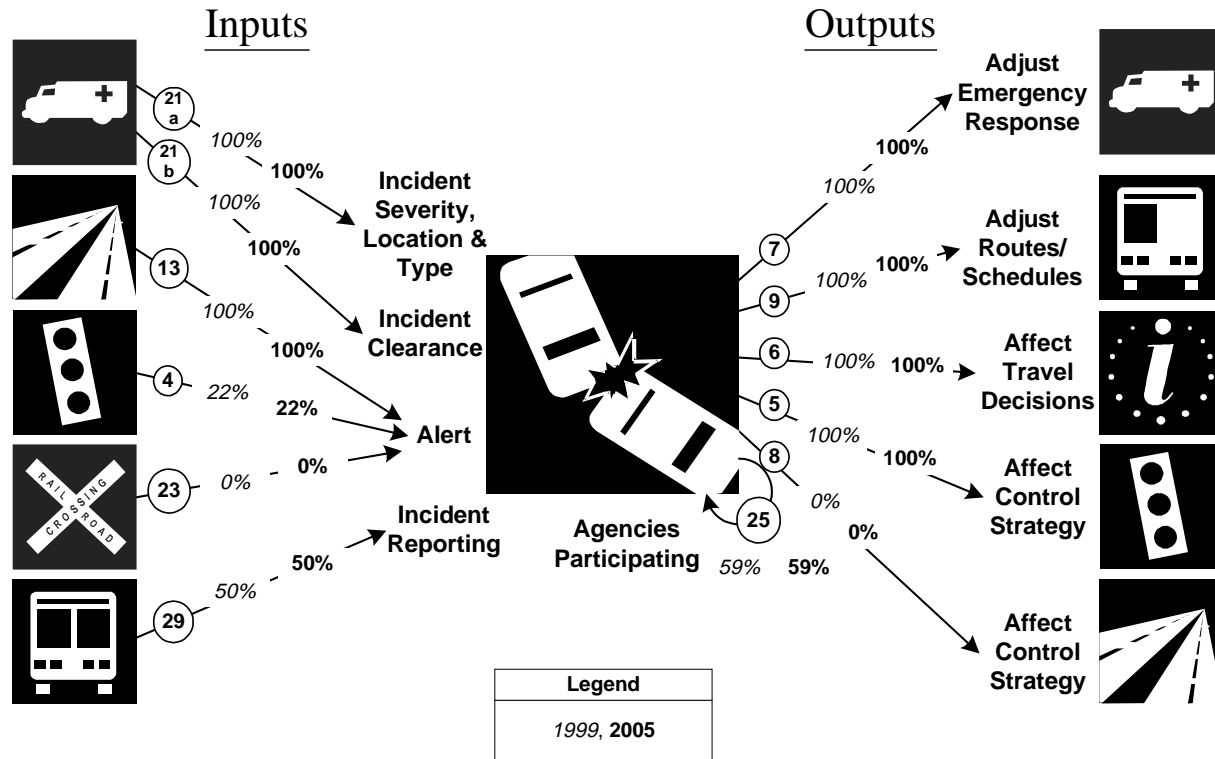 Inputs
Outputs
21
a
100%
100%
21
b
100%
100%
Incident
Severity,
Location &
Type
13
100%
100%
Incident
Clearance
4
22%
22%
Alert
23
0%
0%
RAIL ROAD
CROSSING
29
50%
50%
Incident
Reporting
Agencies
Participating
25
59%
59%
7
100%
100%
Adjust
Emergency
Response
9
100%
100%
Adjust
Routes/
Schedules
6
100%
100%
Affect
Travel
Decisions
i
5
100%
100%
Affect
Control
Strategy
8
0%
0%
Affect
Control
Strategy
Legend
1999, 2005